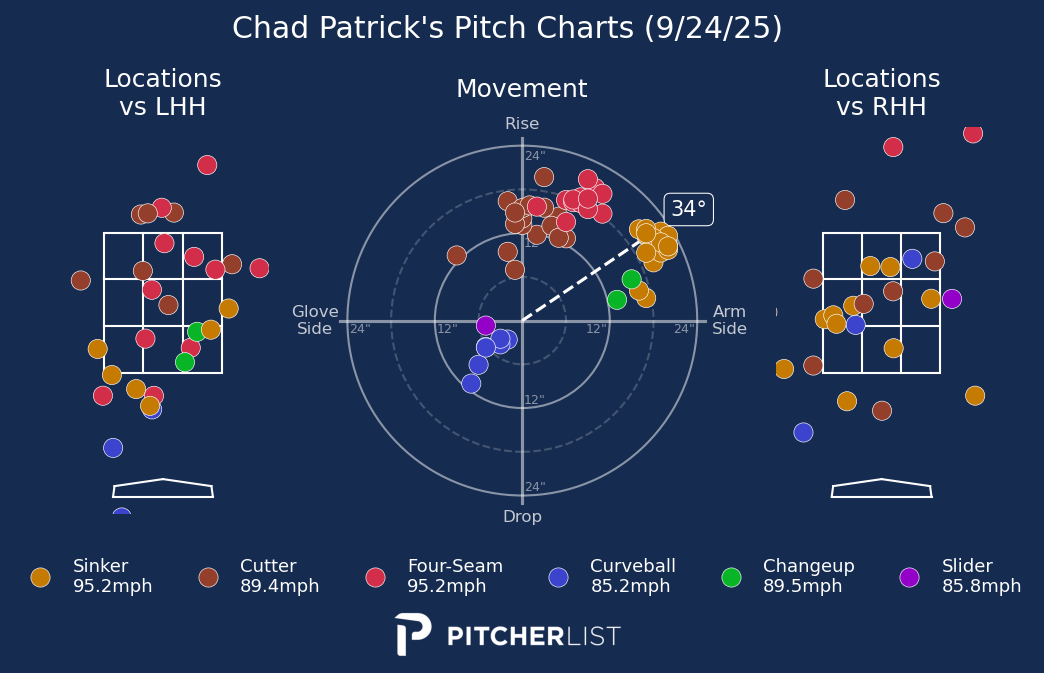 Chad Patrick's Pitch Charts (9/24/25)
Locations
vs LHH
Movement
Locations
vs RHH
Rise
24"
34°
12"
Glove
Side
24"
12"
12"
24"
Arm
Side
12"
24"
Drop
Sinker
95.2mph
Cutter
89.4mph
Four-Seam
95.2mph
Curveball
85.2mph
Changeup
89.5mph
Slider
85.8mph
PITCHERLIST